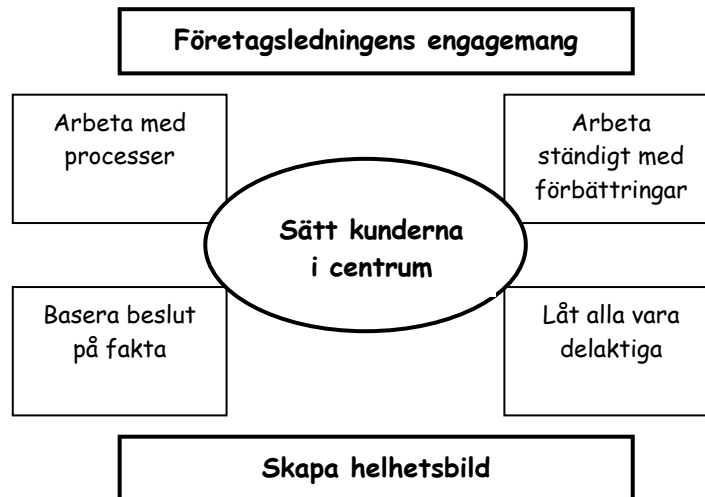 Företagsledningens engagemang
Arbeta med
processer
Arbeta
ständigt med
förbättringar
Sätt kunderna
i centrum
Basera beslut
på fakta
Låt alla vara
delaktiga
Skapa helhetsbild